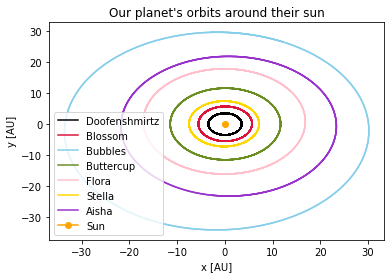 Our planet's orbits around their sun
y [AU]
30
20
10
0
−10
−20
−30
Doofenshmirtz
Blossom
Bubbles
Buttercup
Flora
Stella
Aisha
Sun
−30 −20 −10 0 10 20 30
x [AU]